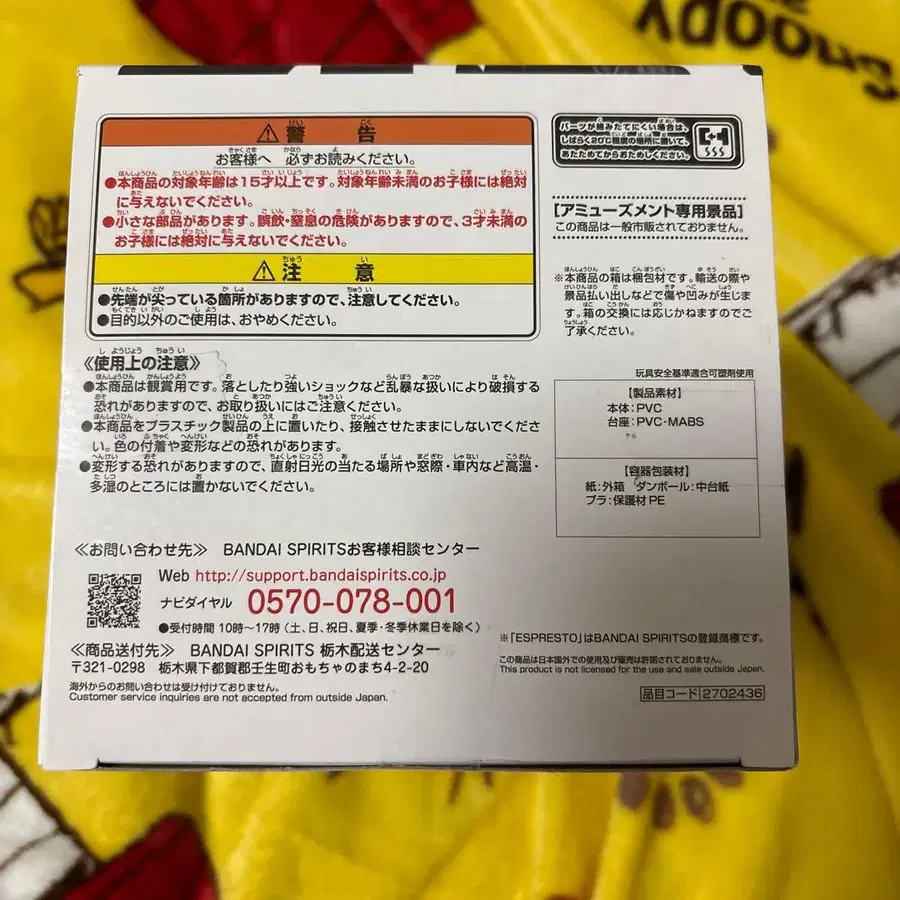 snoopy
警告
お客様へ 必ずお読みください。
●本商品の対象年齢は15才以上です。対象年齢未満のお子様には絶対
に与えないでください。
●小さな部品があります。誤飲・窒息の危険がありますので、3才未満の
お子様には絶対に与えないでください。
注意
●先端が尖っている箇所がありますので、注意してください。
●目的以外のご使用は、おやめください。
パーツが組みたてにくい場合は、
しばらく20℃程度の場所に置いて、
あたためてからおためしください。
【アミューズメント専用景品】
この商品は一般市販されておりません。
※本商品の箱は梱包材です。輸送の際や
景品払い出しなどで傷や凹みが生じま
す。箱の交換には応じかねますのでご
了承ください。
《使用上の注意》
●本商品は観賞用です。落としたり強いショックなど乱暴な扱いにより破損する
恐れがありますので、お取り扱いにはご注意ください。
●本商品をプラスチック製品の上に置いたり、接触させたままにしないでくださ
い。色の付着や変形などの恐れがあります。
●変形する恐れがありますので、直射日光の当たる場所や窓際・車内など高温・
多湿のところには置かないでください。
玩具安全基準適合可塑剤使用
【製品素材】
本体:PVC
台座:PVC・MABS
【容器包装材】
紙:外箱 ダンボール:中台紙
プラ:保護材PE
《お問い合わせ先》 BANDAI SPIRITSお客様相談センター
Web http://support.bandaispirits.co.jp
ナビダイヤル 0570-078-001
●受付時間 10時〜17時(土、日、祝日、夏季・冬季休業日を除く)
《商品送付先》 BANDAI SPIRITS 栃木配送センター
〒321-0298 栃木県下都賀郡壬生町おもちゃのまち4-2-20
海外からのお問い合わせは受け付けておりません。
Customer service inquiries are not accepted from outside Japan.
※「ESPRESTO」はBANDAI SPIRITSの登録商標です。
この商品は日本国外での使用及び販売は許諾されておりません。
This product is not licensed for the use and sale outside Japan.
品目コード 2702436